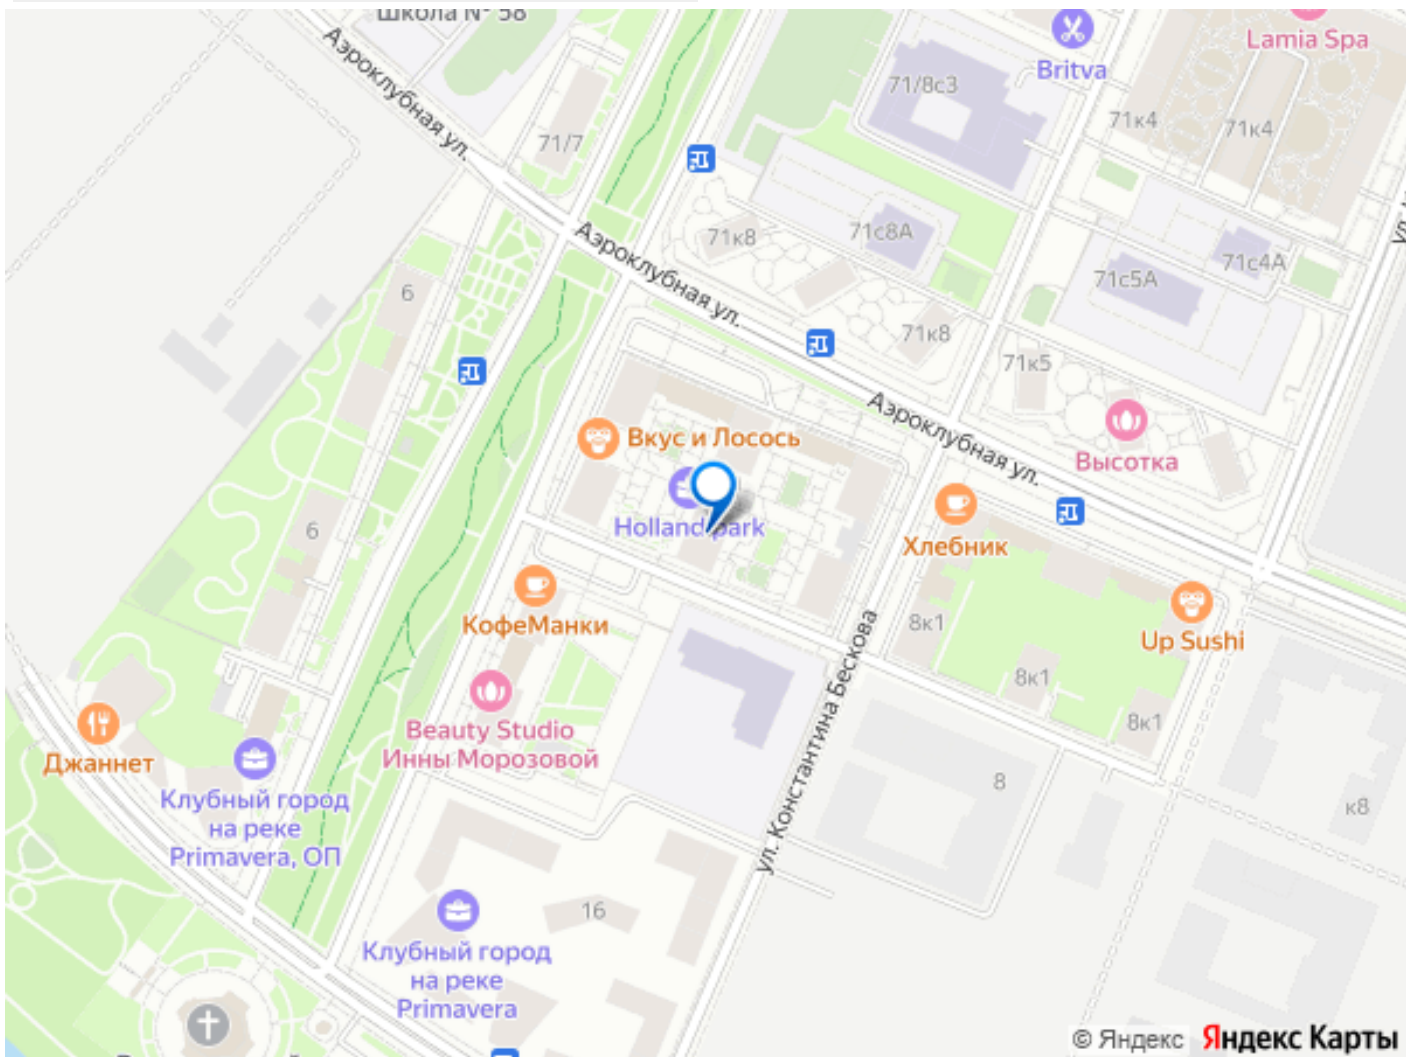 Школа № 58
Аэроклубная ул.
Britva
Lamia Spa
71/8с3
71к4
71к4
71/7
71к8
71с8А
71с4А
71с5А
Аэроклубная ул.
6
71к8
71к5
Аэроклубная ул.
Вкус и Лосось
Высотка
Holland park
6
Хлебник
КофеМанки
8к1
Up Sushi
ул. Константина Бескова
8к1
8к1
Beauty Studio
Инны Морозовой
Джаннет
Клубный город
на реке
Primavera, ОП
8
к8
16
Клубный город
на реке
Primavera
© Яндекс Яндекс Карты